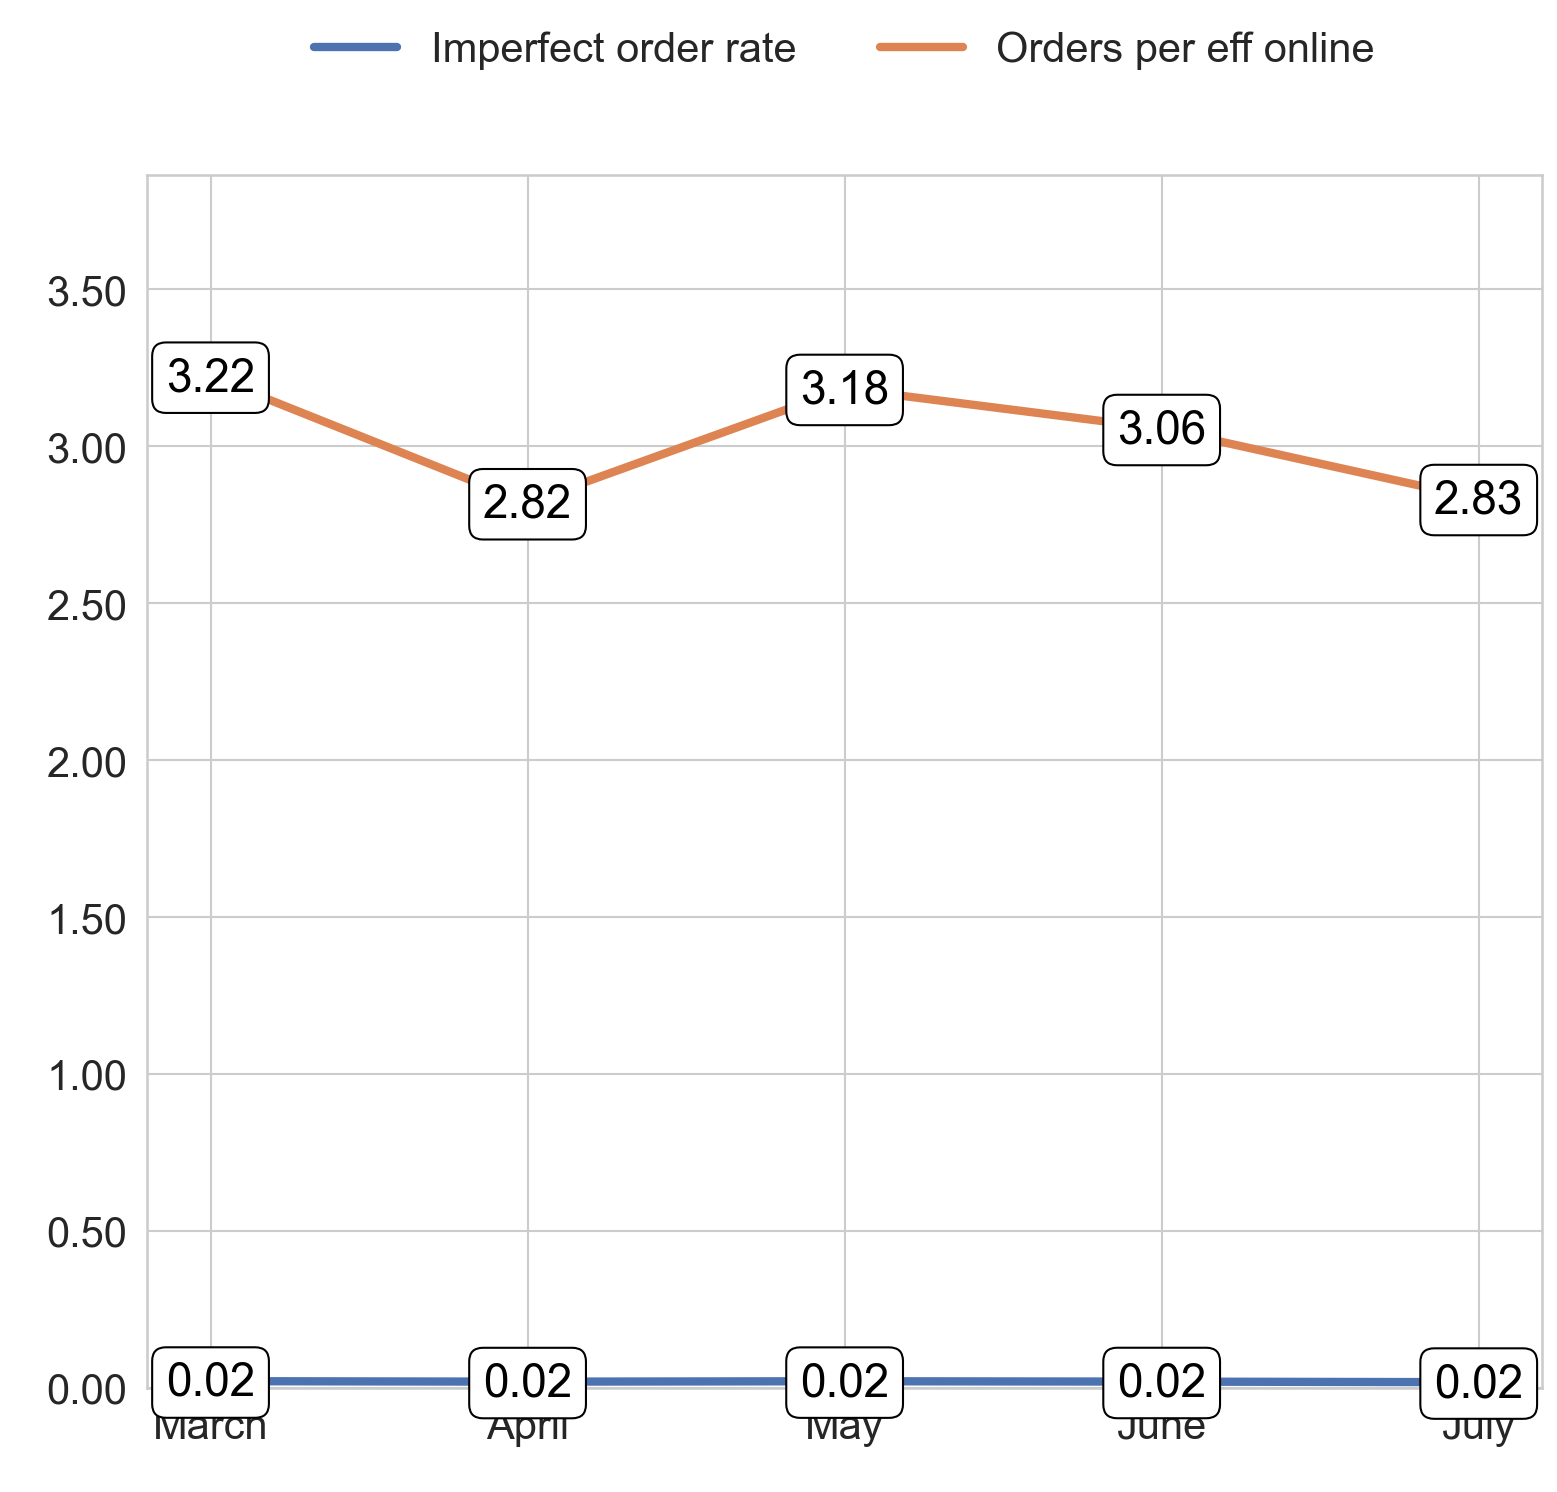 Imperfect order rate
Orders per eff online
3.50
3.00
2.50
2.00
1.50
1.00
0.50
0.00
3.22
2.82
3.18
3.06
2.83
0.02
0.02
0.02
0.02
0.02
March
April
May
June
July